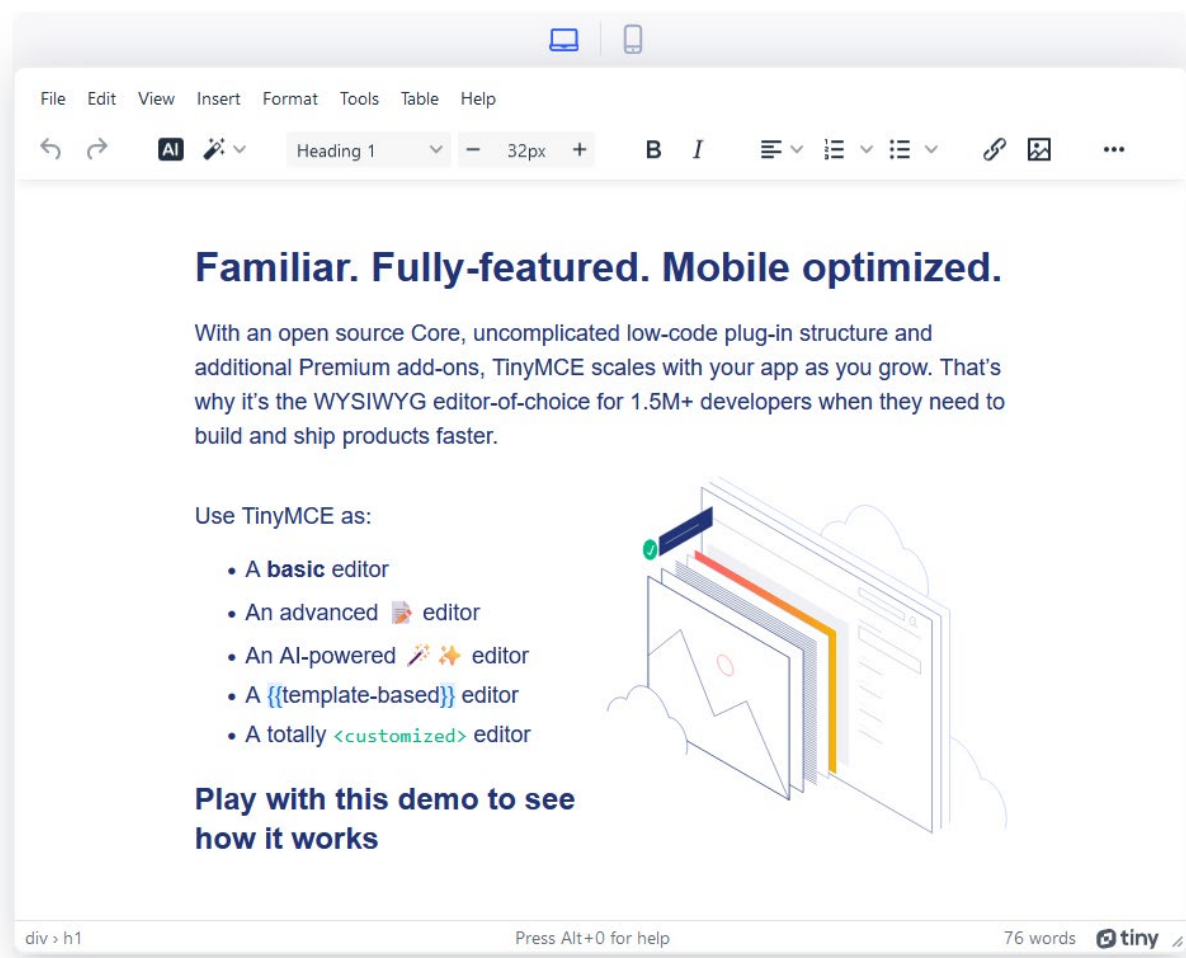 File Edit View Insert Format Tools Table Help
AI Heading 1 − 32px + B I ...
Familiar. Fully-featured. Mobile optimized.
With an open source Core, uncomplicated low-code plug-in structure and
additional Premium add-ons, TinyMCE scales with your app as you grow. That’s
why it’s the WYSIWYG editor-of-choice for 1.5M+ developers when they need to
build and ship products faster.
Use TinyMCE as:
• A basic editor
• An advanced 📝 editor
• An AI-powered 🪄 ✨ editor
• A {{template-based}} editor
• A totally <customized> editor
Play with this demo to see
how it works
div › h1 Press Alt+0 for help 76 words tiny